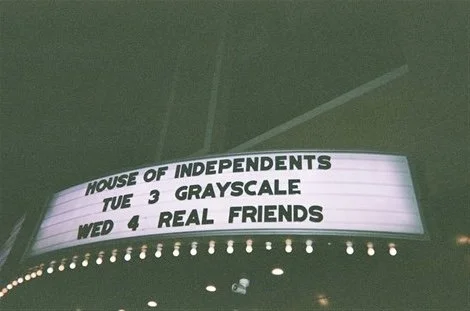 HOUSE OF INDEPENDENTS
TUE 3 GRAYSCALE
WED 4 REAL FRIENDS